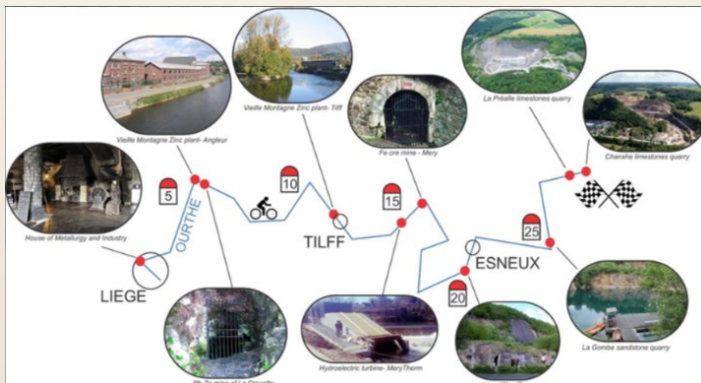 Vieille Montagne Zinc plant- Angleur
Vieille Montagne Zinc plant - Tilff
Fe ore mine - Mery
La Préalle limestones quarry
Chanxhe limestones quarry
House of Metallurgy and Industry
5
10
15
20
25
OURTHE
LIEGE
TILFF
ESNEUX
Hydroelectric turbine- MeryTherm
La Gombe sandstone quarry